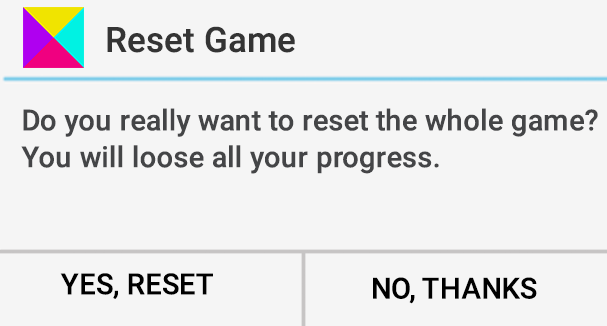 Reset Game
Do you really want to reset the whole game?
You will loose all your progress.
YES, RESET
NO, THANKS